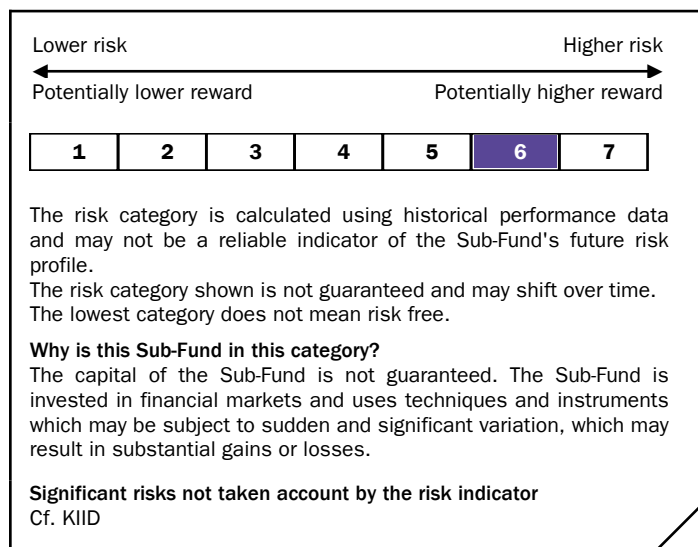 Lower risk Higher risk
Potentially lower reward Potentially higher reward
1 2 3 4 5 6 7
The risk category is calculated using historical performance data
and may not be a reliable indicator of the Sub-Fund's future risk
profile.
The risk category shown is not guaranteed and may shift over time.
The lowest category does not mean risk free.
Why is this Sub-Fund in this category?
The capital of the Sub-Fund is not guaranteed. The Sub-Fund is
invested in financial markets and uses techniques and instruments
which may be subject to sudden and significant variation, which may
result in substantial gains or losses.
Significant risks not taken account by the risk indicator
Cf. KIID